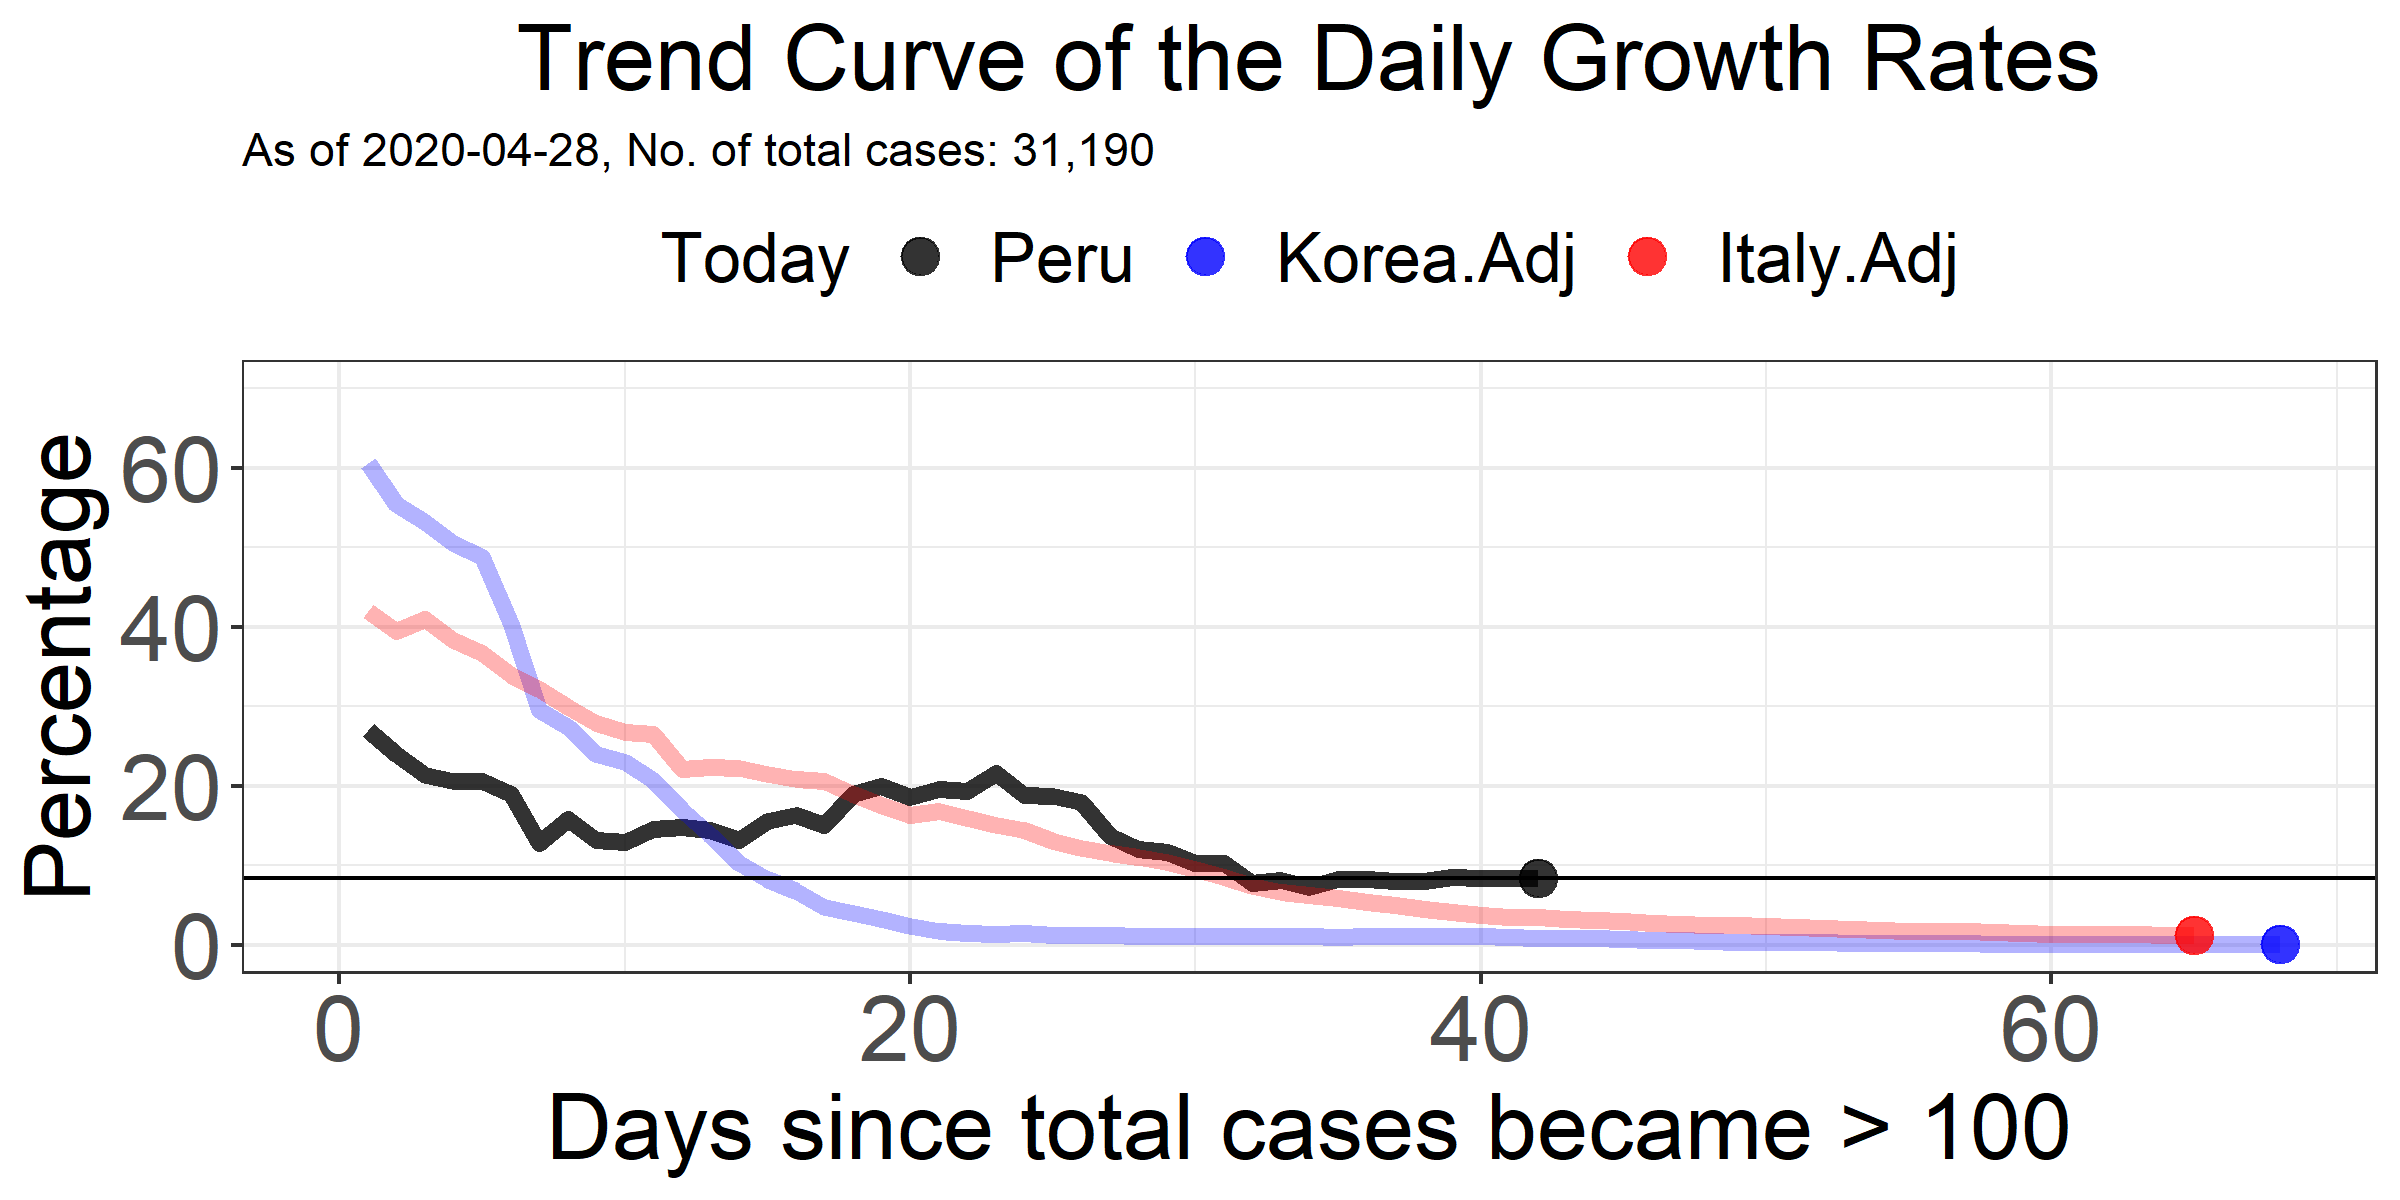 Trend Curve of the Daily Growth Rates
As of 2020-04-28, No. of total cases: 31,190
Today Peru Korea.Adj Italy.Adj
Percentage
60
40
20
0
0 20 40 60
Days since total cases became > 100